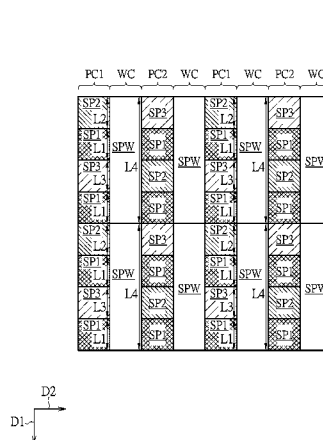 PC1 WC PC2 WC PC1 WC PC2 WC
SP2 SP3 SP2 SP3
L2 L2
SP1 SPW SP1 SPW SP1 SPW SP1 SPW
L1 L1
SP3 L4 SP2 SP3 L4 SP2
L3 L3
SP1 SP1 SP1 SP1
L1 L1
SP2 SP3 SP2 SP3
L2 L2
SP1 SPW SP1 SPW SP1 SPW SP1 SPW
L1 L1
SP3 L4 SP2 SP3 L4 SP2
L3 L3
SP1 SP1 SP1 SP1
L1 L1
D2
D1